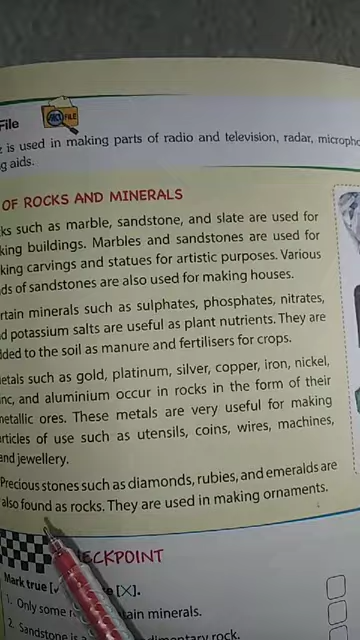 File
FACT FILE
z is used in making parts of radio and television, radar, micropho
g aids.
OF ROCKS AND MINERALS
ks such as marble, sandstone, and slate are used for
king buildings. Marbles and sandstones are used for
king carvings and statues for artistic purposes. Various
ds of sandstones are also used for making houses.
rtain minerals such as sulphates, phosphates, nitrates,
d potassium salts are useful as plant nutrients. They are
ded to the soil as manure and fertilisers for crops.
etals such as gold, platinum, silver, copper, iron, nickel,
nc, and aluminium occur in rocks in the form of their
metallic ores. These metals are very useful for making
rticles of use such as utensils, coins, wires, machines,
and jewellery.
Precious stones such as diamonds, rubies, and emeralds are
also found as rocks. They are used in making ornaments.
ECKPOINT
Mark true [ e [X].
1. Only some r tain minerals.
2. Sandstone is a dimentary rock.